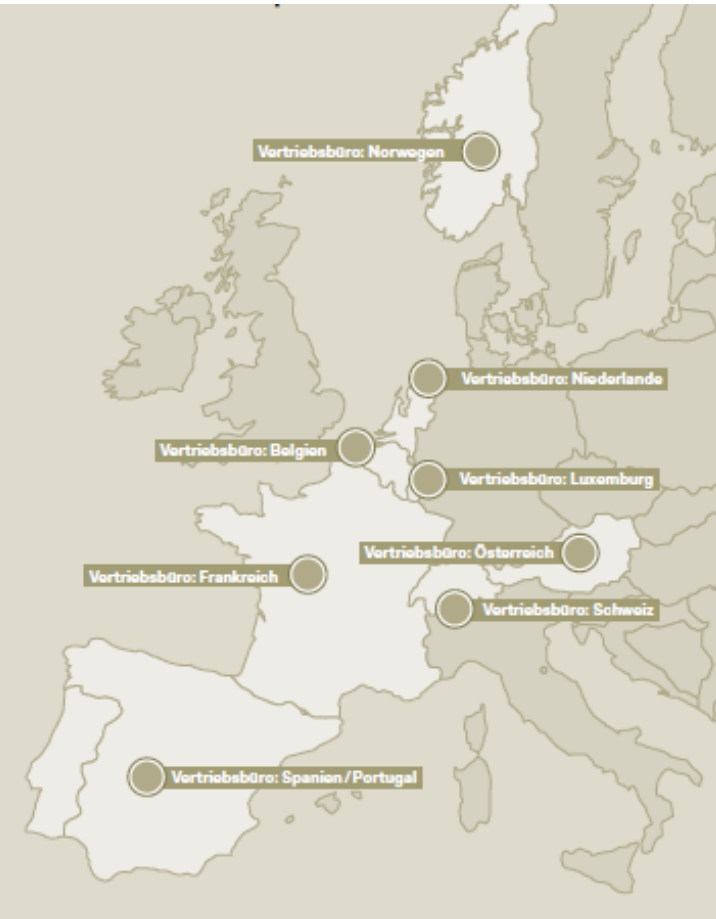 Vertriebsbüro: Norwegen
Vertriebsbüro: Niederlande
Vertriebsbüro: Belgien
Vertriebsbüro: Luxemburg
Vertriebsbüro: Österreich
Vertriebsbüro: Frankreich
Vertriebsbüro: Schweiz
Vertriebsbüro: Spanien/Portugal